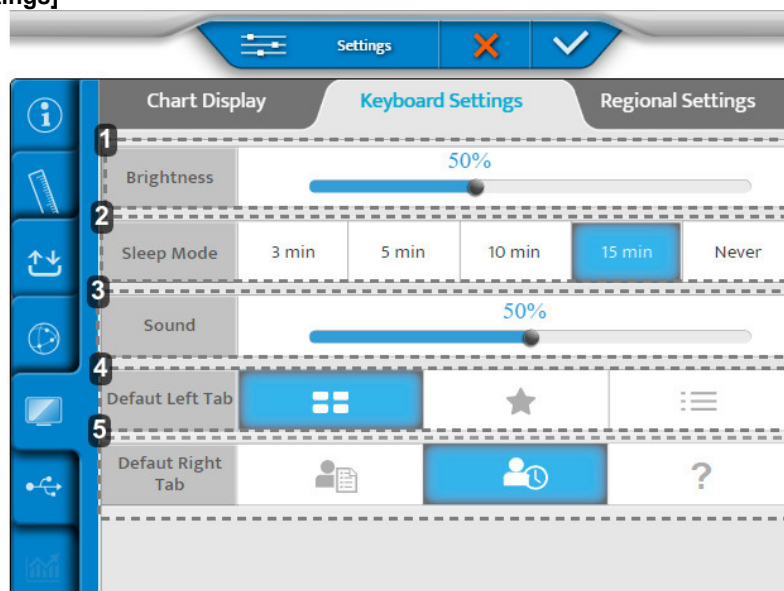 ings]
Settings
Chart Display
Keyboard Settings
Regional Settings
1
Brightness
50%
2
Sleep Mode
3 min
5 min
10 min
15 min
Never
3
Sound
50%
4
Defaut Left Tab
5
Defaut Right
Tab
?